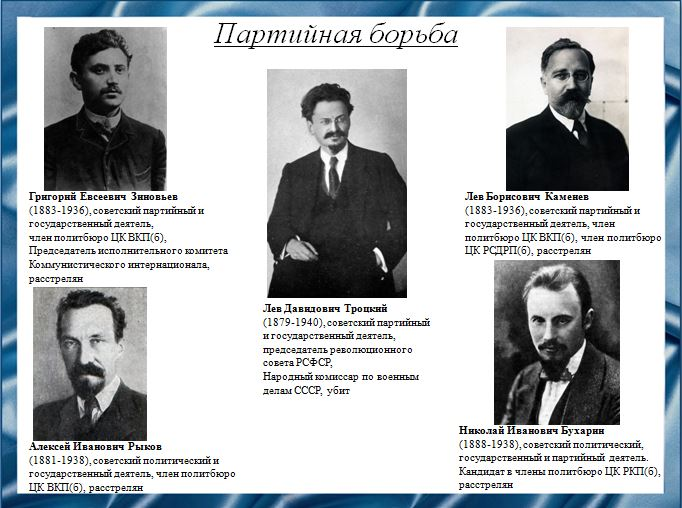 Партийная борьба
Григорий Евсеевич Зиновьев
(1883-1936), советский партийный и
государственный деятель,
член политбюро ЦК ВКП(б),
Председатель исполнительного комитета
Коммунистического интернационала,
расстрелян
Лев Давидович Троцкий
(1879-1940), советский партийный
и государственный деятель,
председатель революционного
совета РСФСР,
Народный комиссар по военным
делам СССР, убит
Лев Борисович Каменев
(1883-1936), советский партийный и
государственный деятель, член
политбюро ЦК ВКП(б), член политбюро
ЦК РСДРП(б), расстрелян
Алексей Иванович Рыков
(1881-1938), советский политический и
государственный деятель, член политбюро
ЦК ВКП(б), расстрелян
Николай Иванович Бухарин
(1888-1938), советский политический,
государственный и партийный деятель.
Кандидат в члены политбюро ЦК РКП(б),
расстрелян